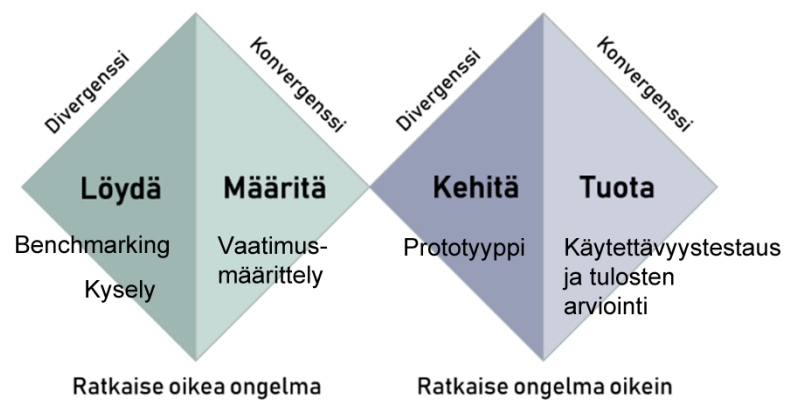 Divergenssi
Konvergenssi
Divergenssi
Konvergenssi
Löydä
Määritä
Kehitä
Tuota
Benchmarking
Kysely
Vaatimus-
määrittely
Prototyyppi
Käytettävyystestaus
ja tulosten
arviointi
Ratkaise oikea ongelma
Ratkaise ongelma oikein